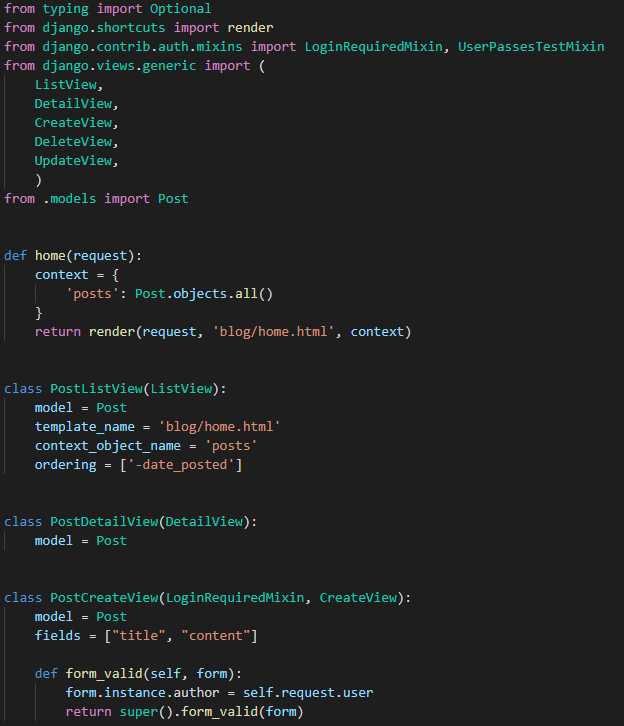 from typing import Optional
from django.shortcuts import render
from django.contrib.auth.mixins import LoginRequiredMixin, UserPassesTestMixin
from django.views.generic import (
    ListView,
    DetailView,
    CreateView,
    DeleteView,
    UpdateView,
    )
from .models import Post


def home(request):
    context = {
        'posts': Post.objects.all()
    }
    return render(request, 'blog/home.html', context)


class PostListView(ListView):
    model = Post
    template_name = 'blog/home.html'
    context_object_name = 'posts'
    ordering = ['-date_posted']


class PostDetailView(DetailView):
    model = Post


class PostCreateView(LoginRequiredMixin, CreateView):
    model = Post
    fields = ["title", "content"]

    def form_valid(self, form):
        form.instance.author = self.request.user
        return super().form_valid(form)